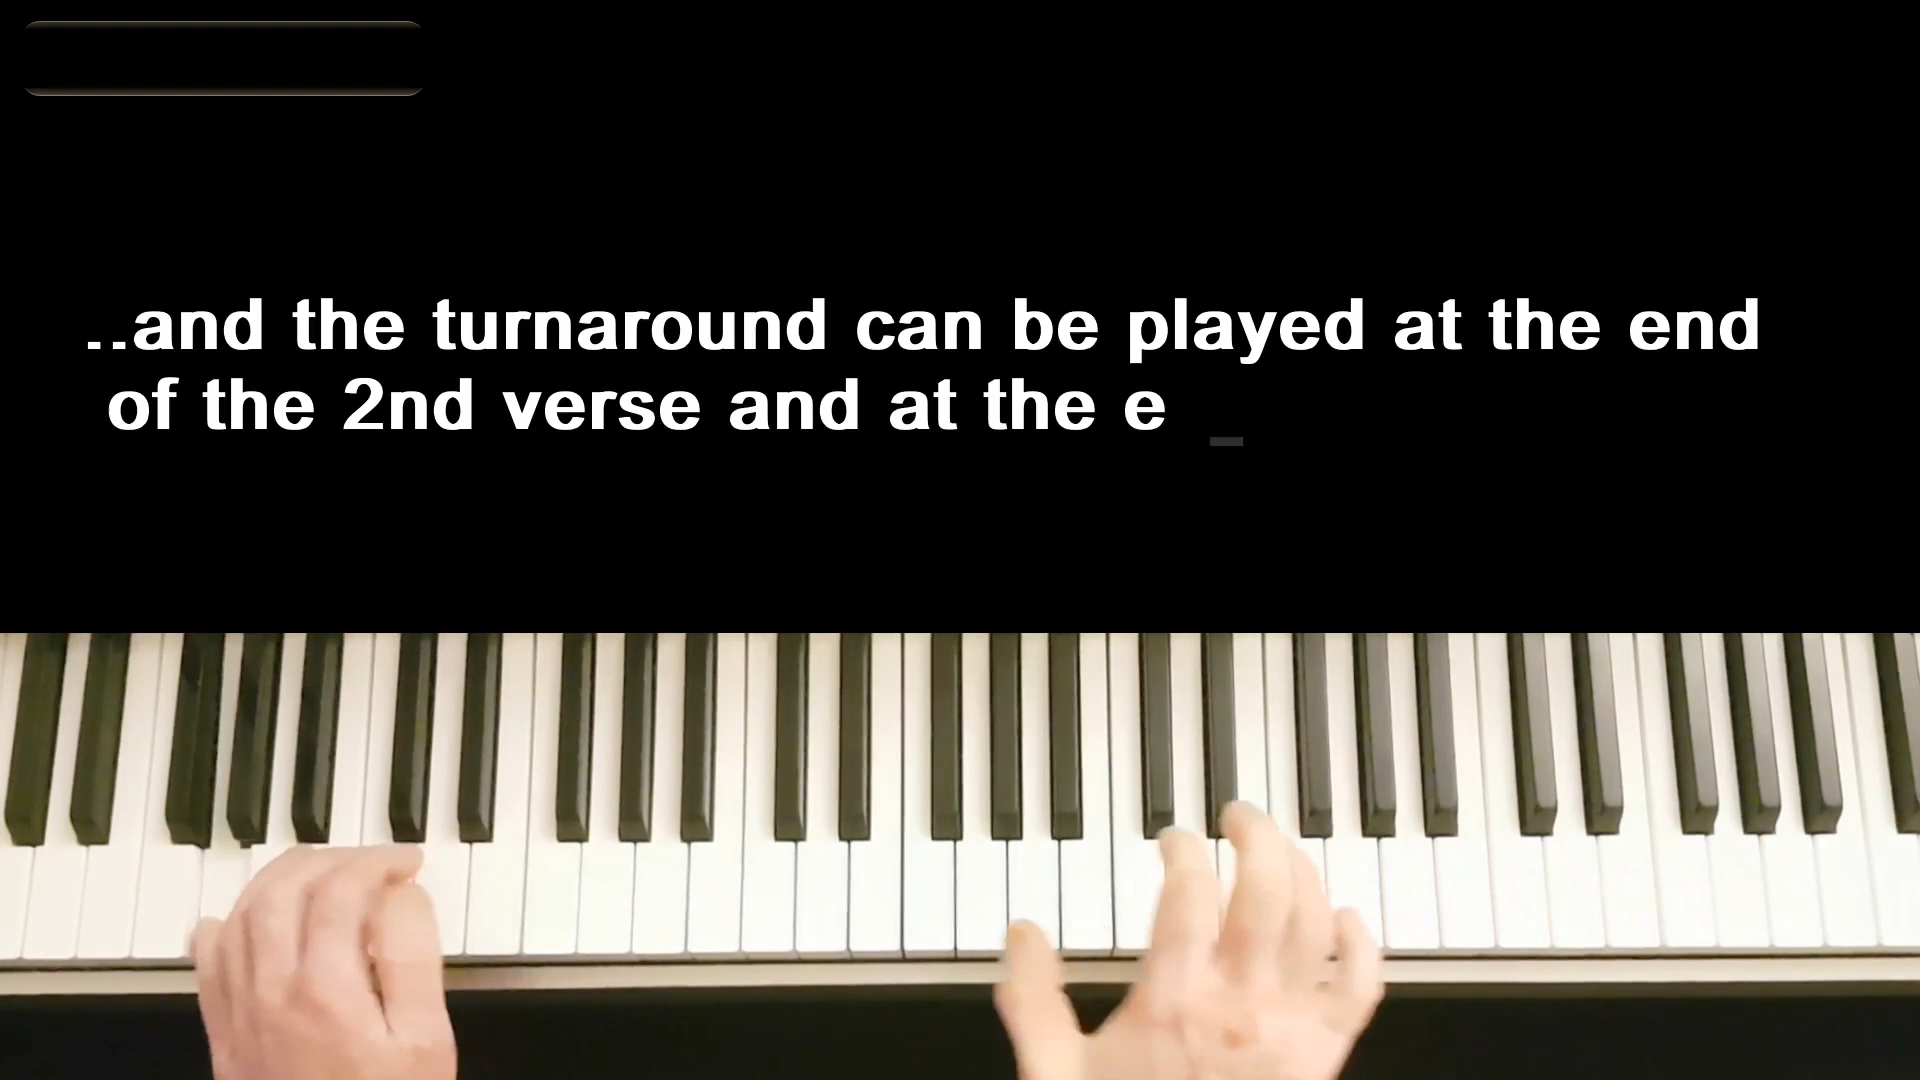 ..and the turnaround can be played at the end
of the 2nd verse and at the e